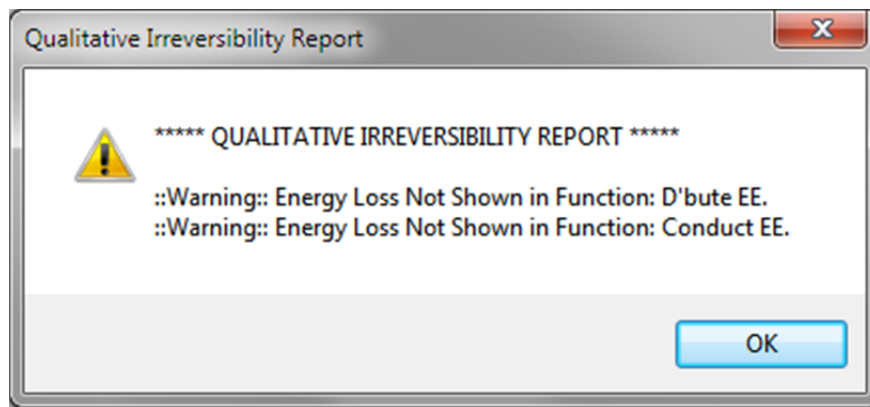 Qualitative Irreversibility Report
***** QUALITATIVE IRREVERSIBILITY REPORT *****
::Warning:: Energy Loss Not Shown in Function: D'bute EE.
::Warning:: Energy Loss Not Shown in Function: Conduct EE.
OK